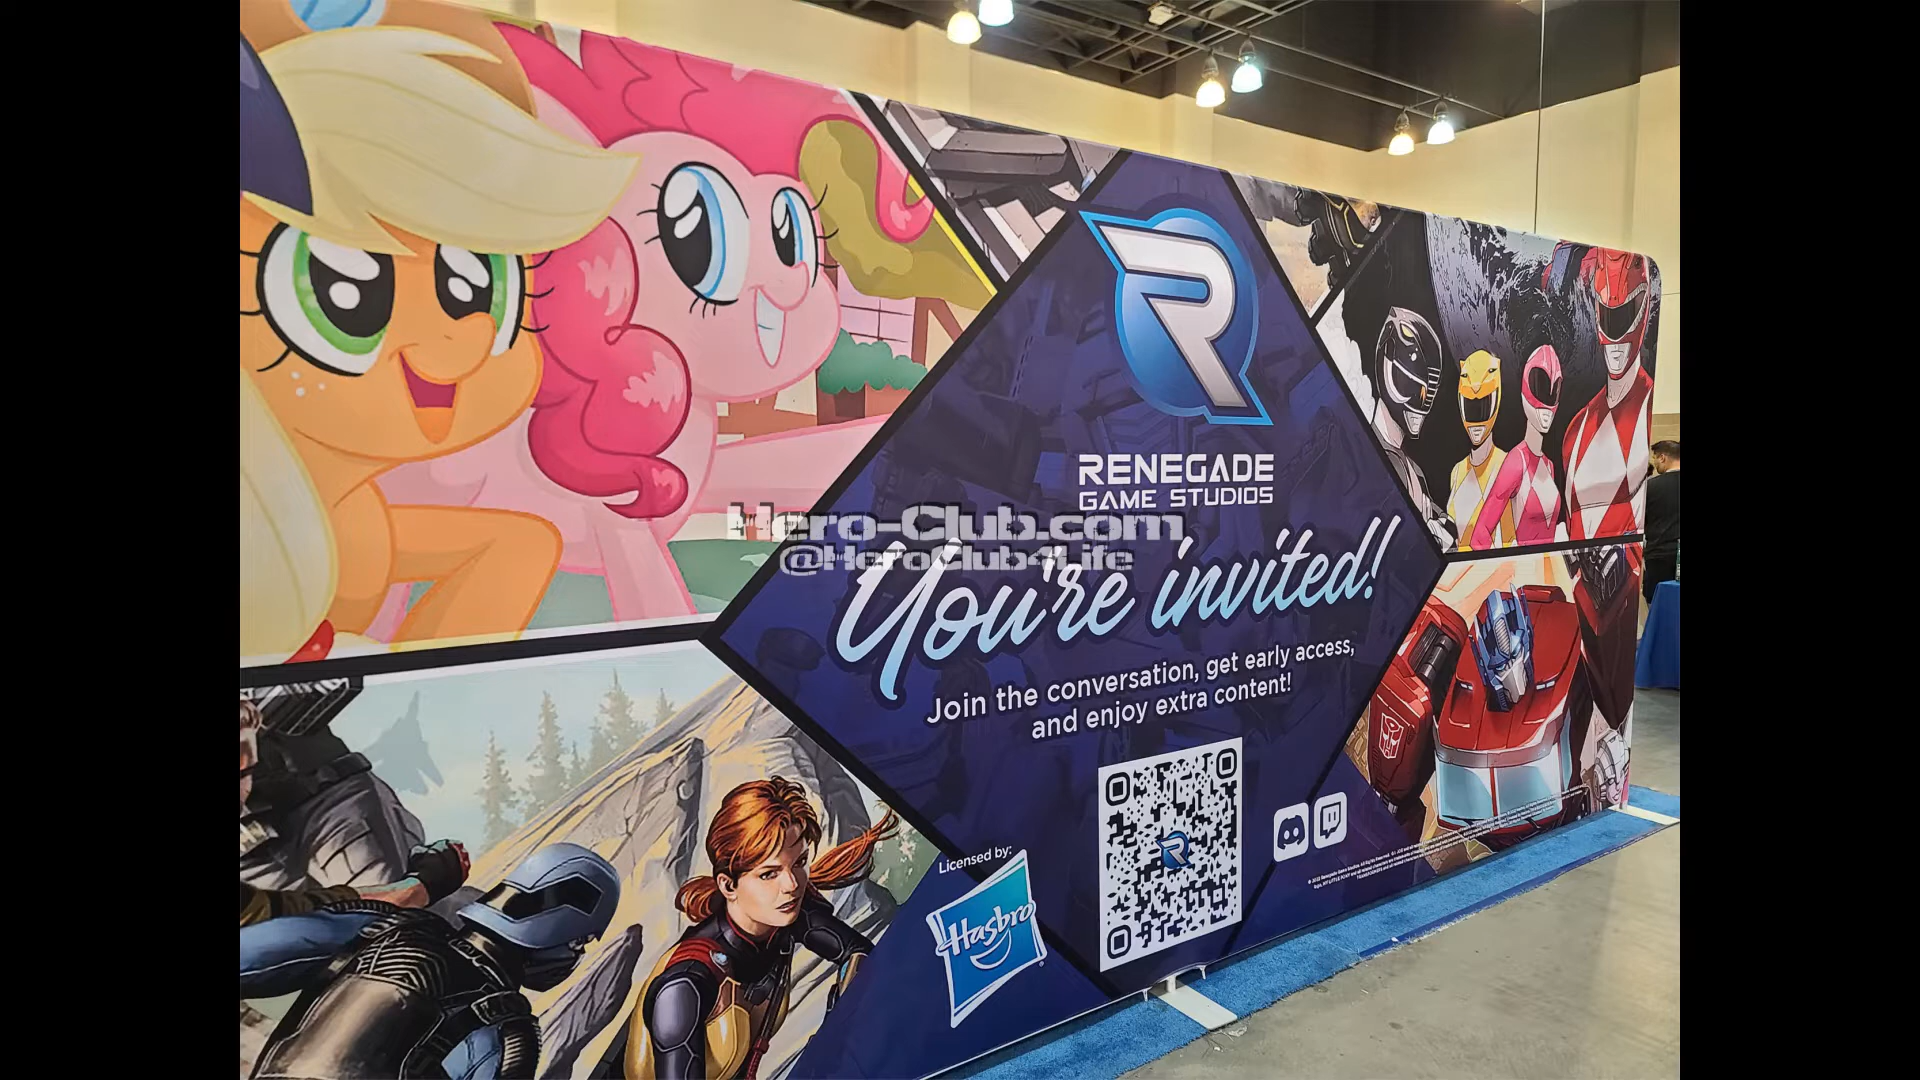 RENEGADE
GAME STUDIOS
Hero-Club.com
@HeroClub4Life
You're invited!
Join the conversation, get early access,
and enjoy extra content!
Licensed by:
Hasbro